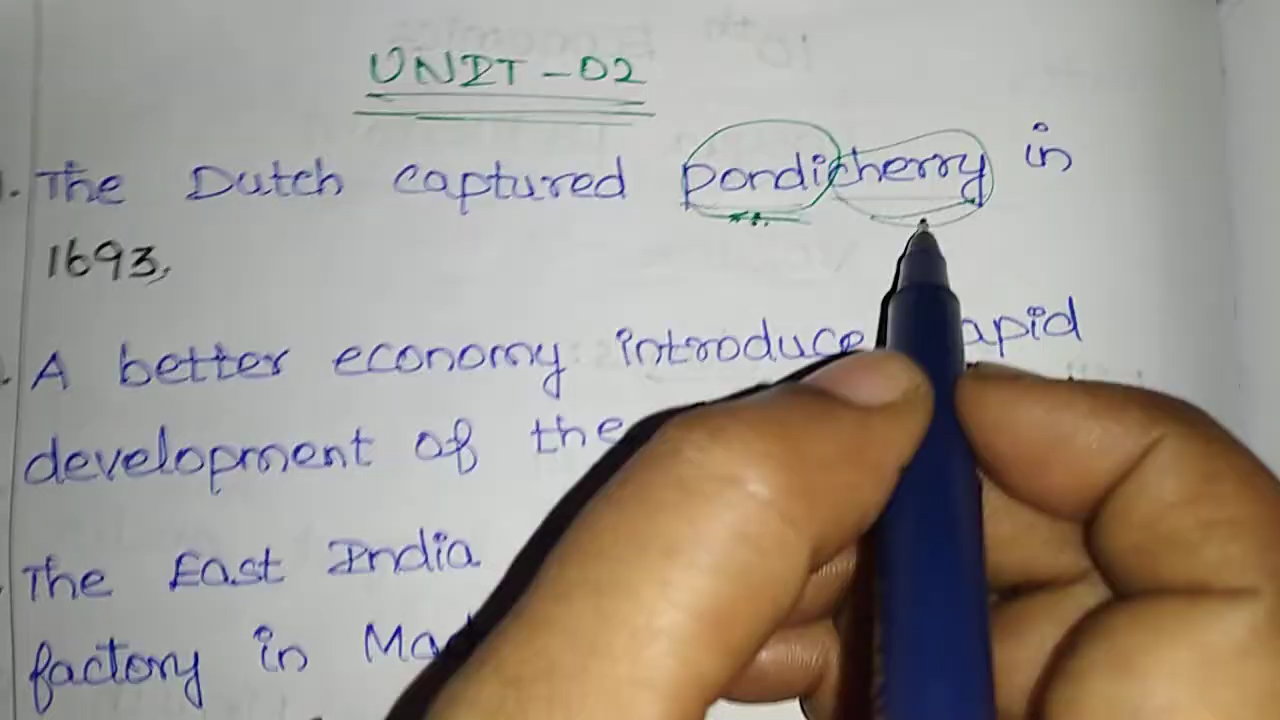 UNIT-02
The Dutch captured pondicherry in
1693,
A better economy introduce rapid
development of the
The East India
factory in